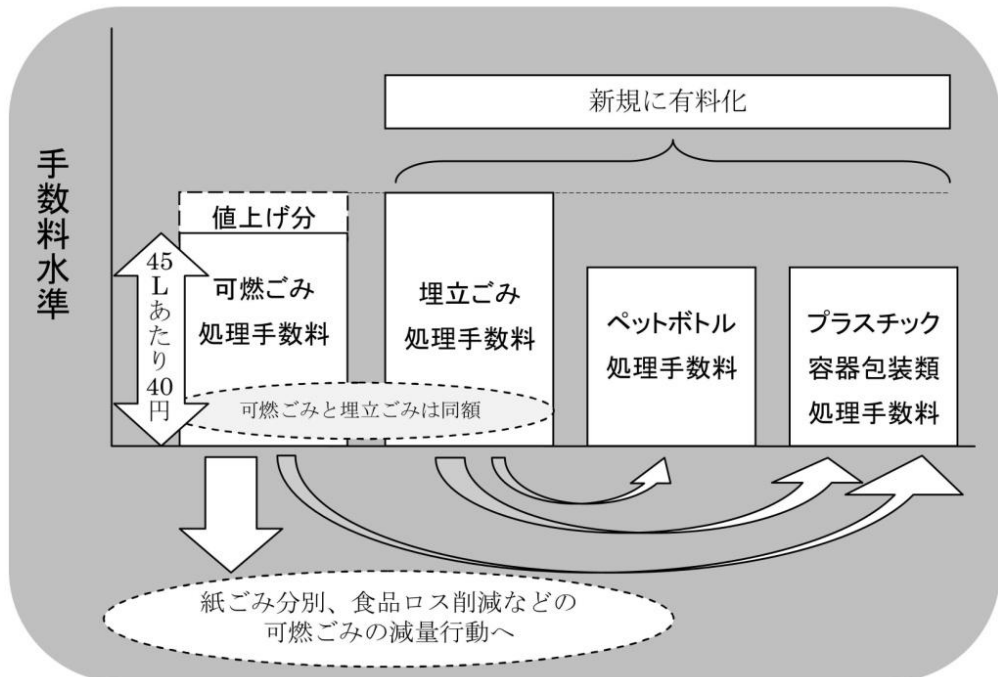 新規に有料化
手数料水準
値上げ分
45Lあたり40円
可燃ごみ
処理手数料
埋立ごみ
処理手数料
ペットボトル
処理手数料
プラスチック
容器包装類
処理手数料
可燃ごみと埋立ごみは同額
紙ごみ分別、食品ロス削減などの
可燃ごみの減量行動へ